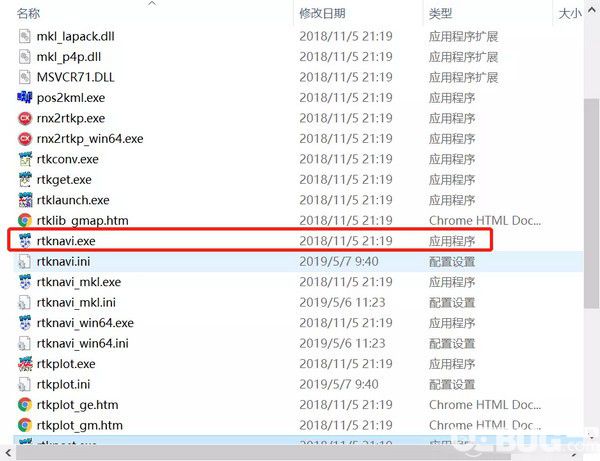 名称 修改日期 类型 大小
mkl_lapack.dll 2018/11/5 21:19 应用程序扩展
mkl_p4p.dll 2018/11/5 21:19 应用程序扩展
MSVCR71.DLL 2018/11/5 21:19 应用程序扩展
pos2kml.exe 2018/11/5 21:19 应用程序
rnx2rtkp.exe 2018/11/5 21:19 应用程序
rnx2rtkp_win64.exe 2018/11/5 21:19 应用程序
rtkconv.exe 2018/11/5 21:19 应用程序
rtkget.exe 2018/11/5 21:19 应用程序
rtklaunch.exe 2018/11/5 21:19 应用程序
rtklib_gmap.htm 2018/11/5 21:19 Chrome HTML Doc...
rtknavi.exe 2018/11/5 21:19 应用程序
rtknavi.ini 2019/5/7 9:40 配置设置
rtknavi_mkl.exe 2018/11/5 21:19 应用程序
rtknavi_mkl.ini 2019/5/6 11:23 配置设置
rtknavi_win64.exe 2018/11/5 21:19 应用程序
rtknavi_win64.ini 2019/5/6 11:23 配置设置
rtkplot.exe 2018/11/5 21:19 应用程序
rtkplot.ini 2019/5/7 9:40 配置设置
rtkplot_ge.htm 2018/11/5 21:19 Chrome HTML Doc...
rtkplot_gm.htm 2018/11/5 21:19 Chrome HTML Doc...
rtkpost.exe 2018/11/5 21:19 应用程序